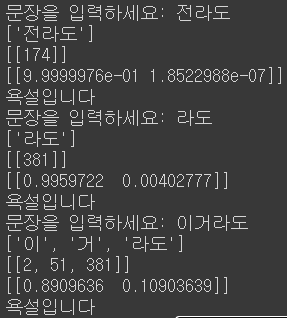 문장을 입력하세요: 전라도
['전라도']
[[174]]
[[9.9999976e-01 1.8522988e-07]]
욕설입니다
문장을 입력하세요: 라도
['라도']
[[381]]
[[0.9959722  0.00402777]]
욕설입니다
문장을 입력하세요: 이거라도
['이', '거', '라도']
[[2, 51, 381]]
[[0.8909636  0.10903639]]
욕설입니다